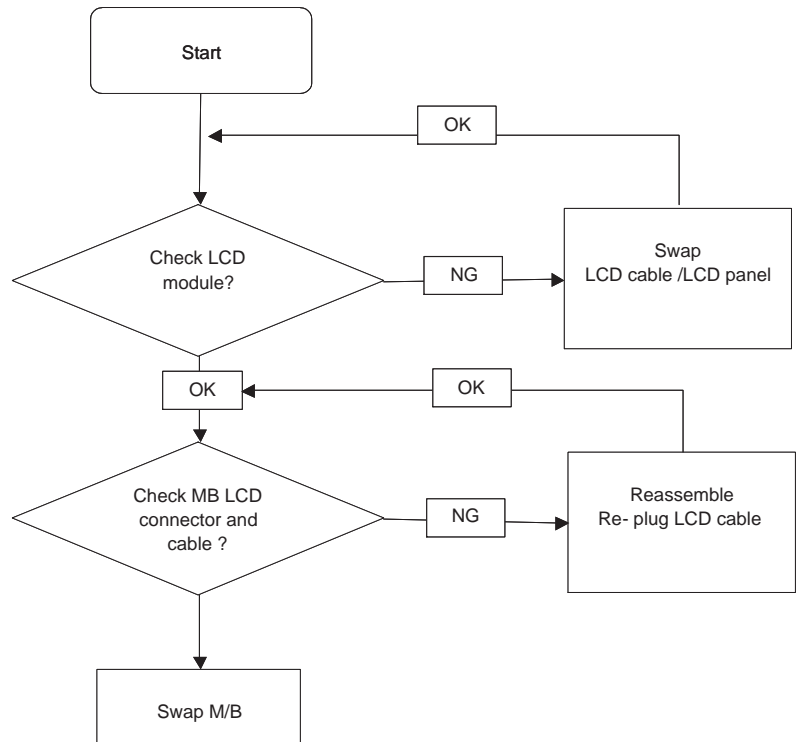 Start
OK
Check LCD
module?
NG
Swap
LCD cable /LCD panel
OK
OK
Check MB LCD
connector and
cable ?
NG
Reassemble
Re- plug LCD cable
Swap M/B